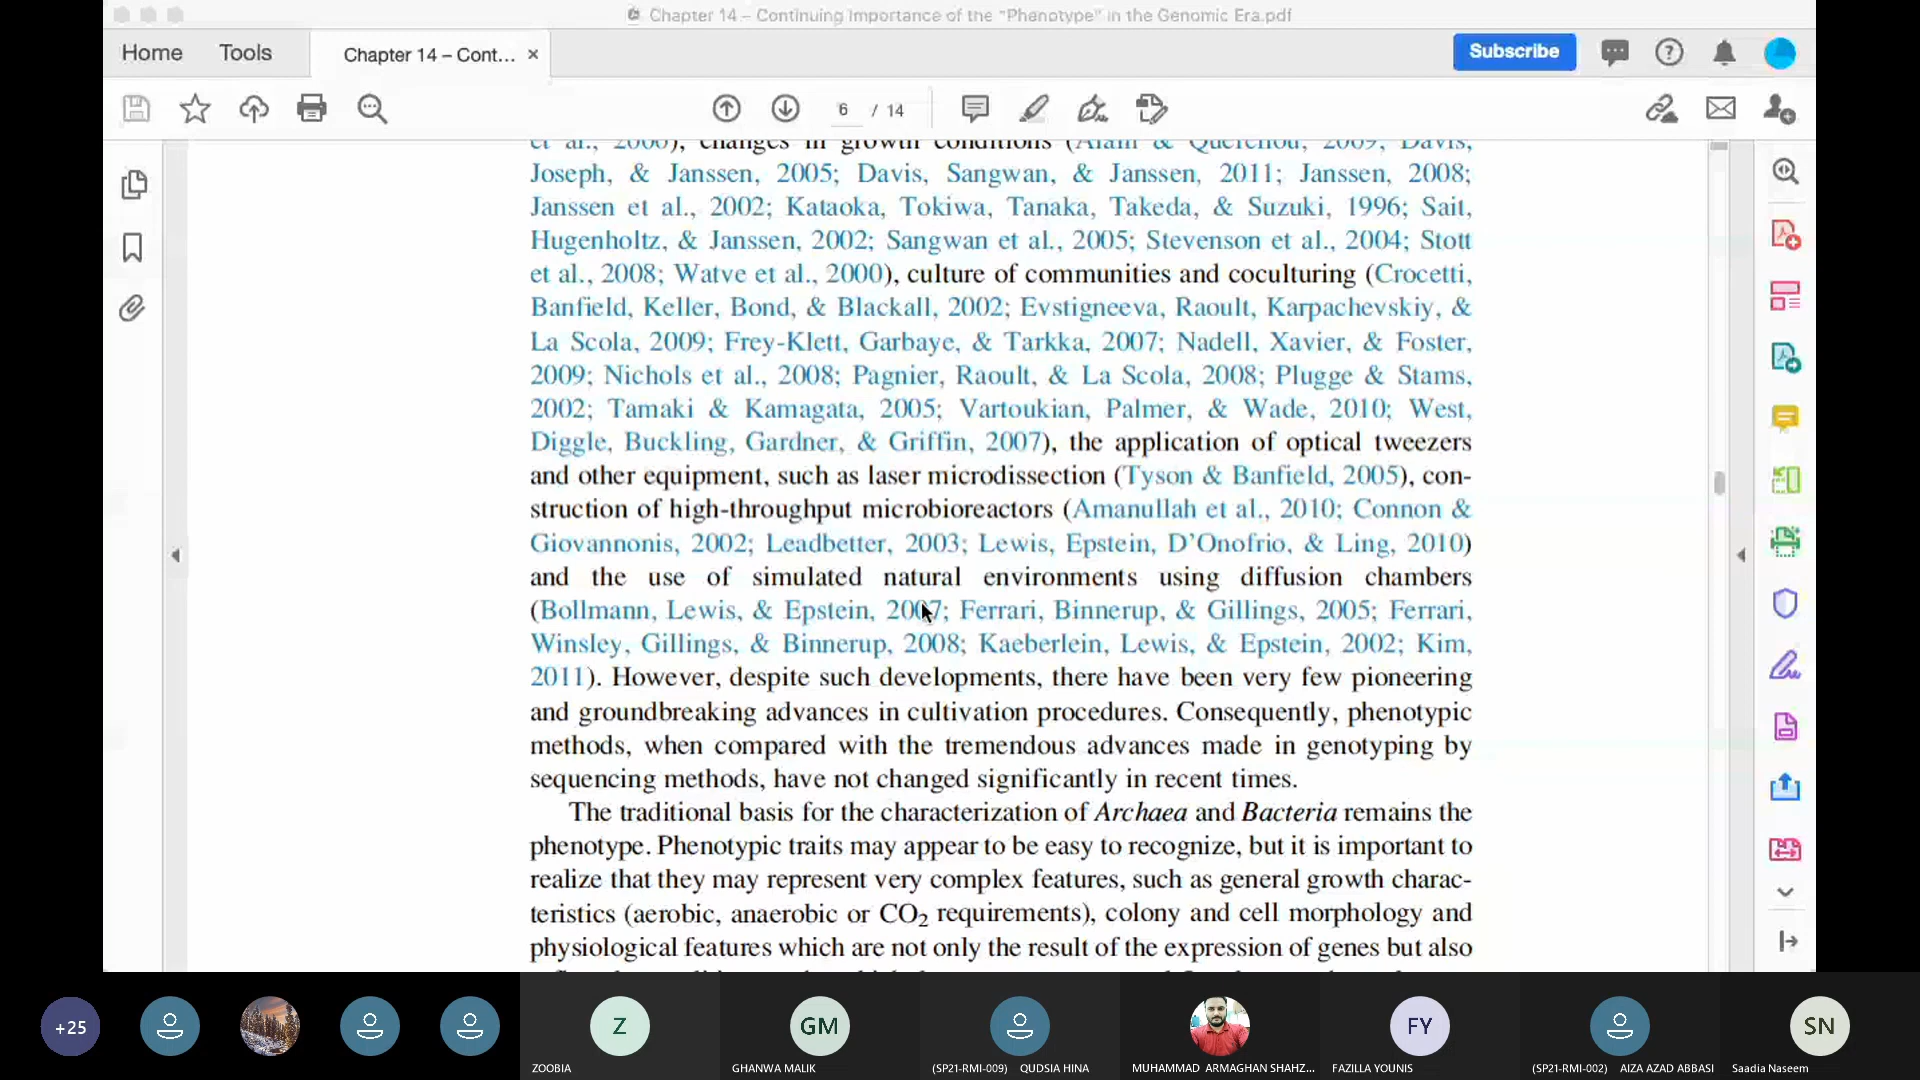 Chapter 14 – Continuing Importance of the "Phenotype" in the Genomic Era.pdf
Home Tools Chapter 14 – Cont... × Subscribe
6 / 14
et al., 2000), changes in growth conditions (Alain & Querellou, 2009; Davis,
Joseph, & Janssen, 2005; Davis, Sangwan, & Janssen, 2011; Janssen, 2008;
Janssen et al., 2002; Kataoka, Tokiwa, Tanaka, Takeda, & Suzuki, 1996; Sait,
Hugenholtz, & Janssen, 2002; Sangwan et al., 2005; Stevenson et al., 2004; Stott
et al., 2008; Watve et al., 2000), culture of communities and coculturing (Crocetti,
Banfield, Keller, Bond, & Blackall, 2002; Evstigneeva, Raoult, Karpachevskiy, &
La Scola, 2009; Frey-Klett, Garbaye, & Tarkka, 2007; Nadell, Xavier, & Foster,
2009; Nichols et al., 2008; Pagnier, Raoult, & La Scola, 2008; Plugge & Stams,
2002; Tamaki & Kamagata, 2005; Vartoukian, Palmer, & Wade, 2010; West,
Diggle, Buckling, Gardner, & Griffin, 2007), the application of optical tweezers
and other equipment, such as laser microdissection (Tyson & Banfield, 2005), con-
struction of high-throughput microbioreactors (Amanullah et al., 2010; Connon &
Giovannonis, 2002; Leadbetter, 2003; Lewis, Epstein, D'Onofrio, & Ling, 2010)
and the use of simulated natural environments using diffusion chambers
(Bollmann, Lewis, & Epstein, 2007; Ferrari, Binnerup, & Gillings, 2005; Ferrari,
Winsley, Gillings, & Binnerup, 2008; Kaeberlein, Lewis, & Epstein, 2002; Kim,
2011). However, despite such developments, there have been very few pioneering
and groundbreaking advances in cultivation procedures. Consequently, phenotypic
methods, when compared with the tremendous advances made in genotyping by
sequencing methods, have not changed significantly in recent times.
The traditional basis for the characterization of Archaea and Bacteria remains the
phenotype. Phenotypic traits may appear to be easy to recognize, but it is important to
realize that they may represent very complex features, such as general growth charac-
teristics (aerobic, anaerobic or CO2 requirements), colony and cell morphology and
physiological features which are not only the result of the expression of genes but also
+25 Z GM FY SN
ZOOBIA GHANWA MALIK (SP21-RMI-009) QUDSIA HINA MUHAMMAD ARMAGHAN SHAHZ... FAZILLA YOUNIS (SP21-RMI-002) AIZA AZAD ABBASI Saadia Naseem